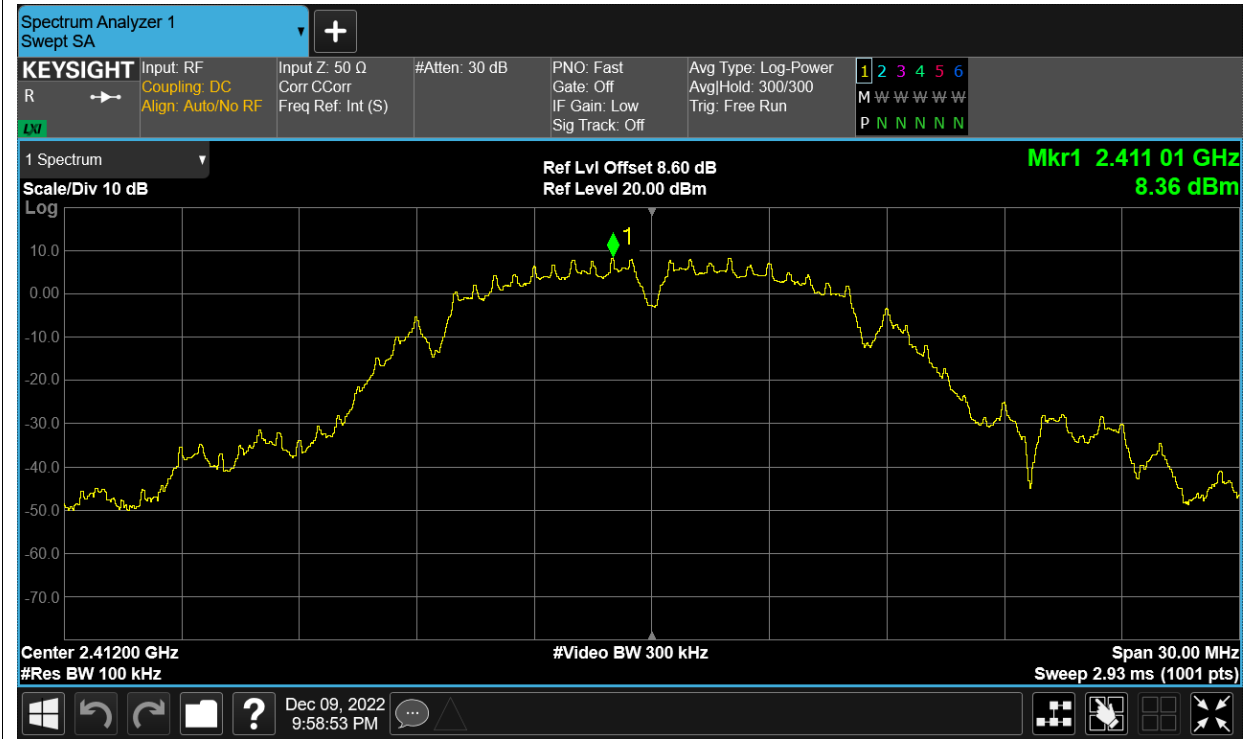 Spectrum Analyzer 1
Swept SA
KEYSIGHT
R
LXI
Input: RF
Coupling: DC
Align: Auto/No RF
Input Z: 50 Ω
Corr CCorr
Freq Ref: Int (S)
#Atten: 30 dB
PNO: Fast
Gate: Off
IF Gain: Low
Sig Track: Off
Avg Type: Log-Power
Avg|Hold: 300/300
Trig: Free Run
1 2 3 4 5 6
M W W W W W
P N N N N N
1 Spectrum
Scale/Div 10 dB
Ref Lvl Offset 8.60 dB
Ref Level 20.00 dBm
Mkr1 2.411 01 GHz
8.36 dBm
Log
1
10.0
0.00
-10.0
-20.0
-30.0
-40.0
-50.0
-60.0
-70.0
Center 2.41200 GHz
#Res BW 100 kHz
#Video BW 300 kHz
Span 30.00 MHz
Sweep 2.93 ms (1001 pts)
?
Dec 09, 2022
9:58:53 PM